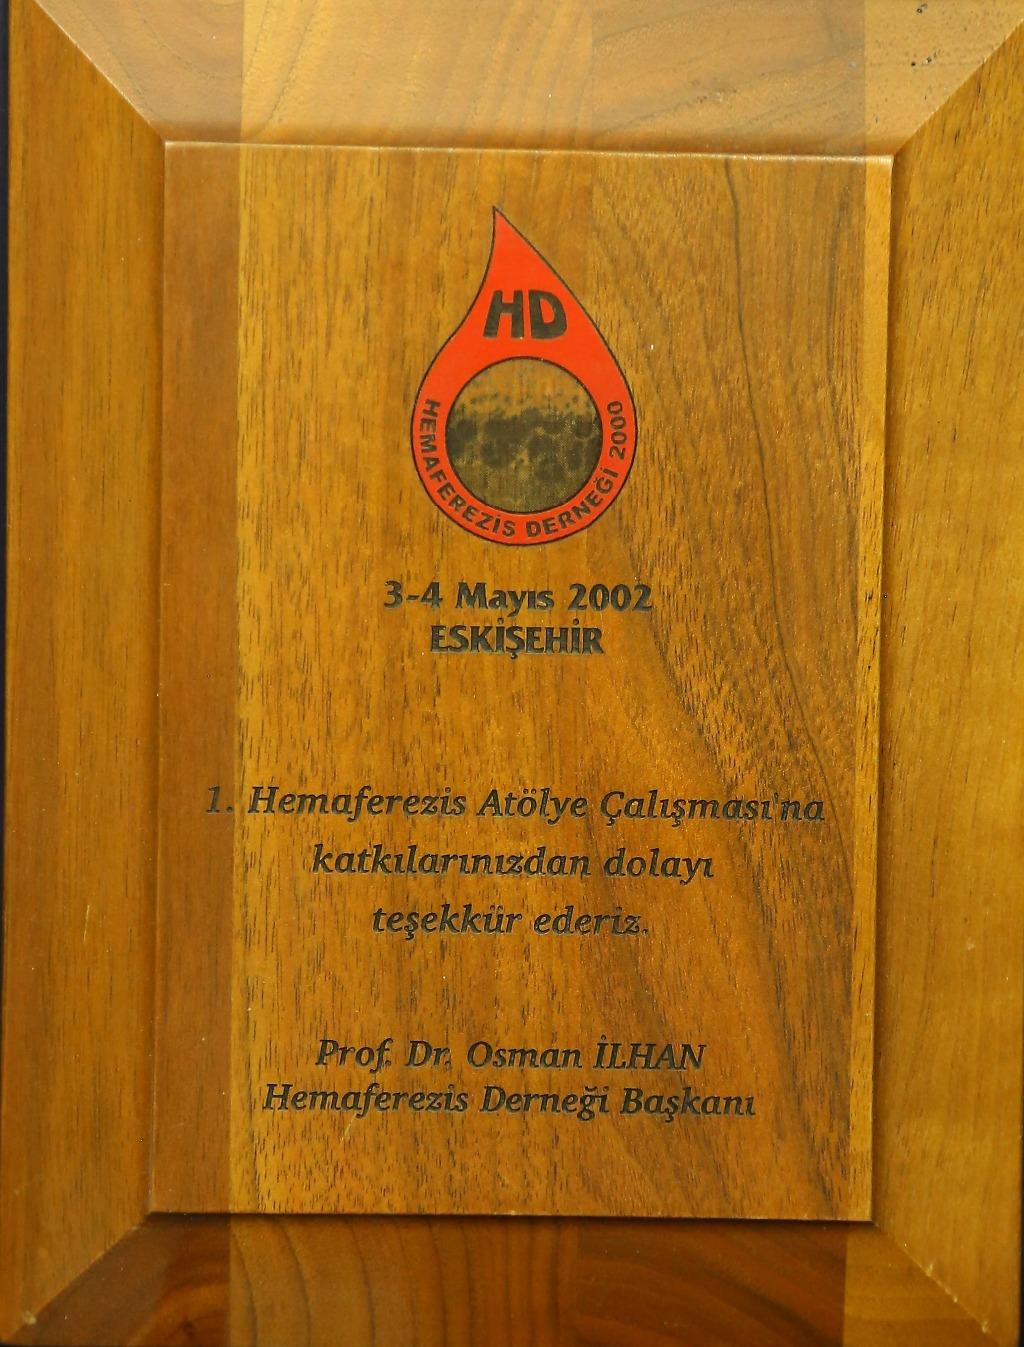 HD
HEMAFEREZİS DERNEĞİ 2000
3-4 Mayıs 2002
ESKİŞEHİR
1. Hemaferezis Atölye Çalışması'na
katkılarınızdan dolayı
teşekkür ederiz.
Prof. Dr. Osman İLHAN
Hemaferezis Derneği Başkanı